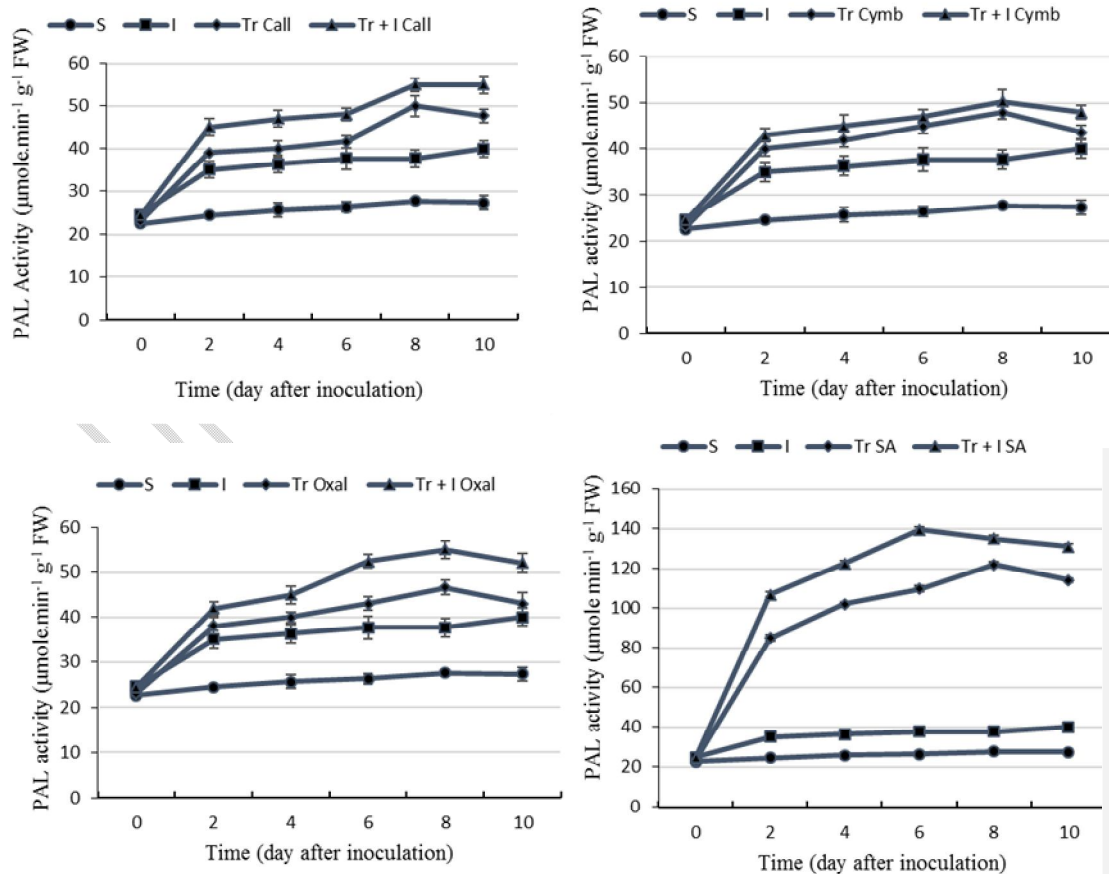 S I Tr Call Tr + I Call
PAL Activity (µmole.min⁻¹ g⁻¹ FW)
60
50
40
30
20
10
0
0 2 4 6 8 10
Time (day after inoculation)
S I Tr Cymb Tr + I Cymb
PAL activity (µmole.min⁻¹ g⁻¹ FW)
60
50
40
30
20
10
0
0 2 4 6 8 10
Time (day after inoculation)
S I Tr Oxal Tr + I Oxal
PAL activity (µmole.min⁻¹ g⁻¹ FW)
60
50
40
30
20
10
0
0 2 4 6 8 10
Time (day after inoculation)
S I Tr SA Tr + I SA
PAL activity (µmole min⁻¹ g⁻¹ FW)
160
140
120
100
80
60
40
20
0
0 2 4 6 8 10
Time (day after inoculation)